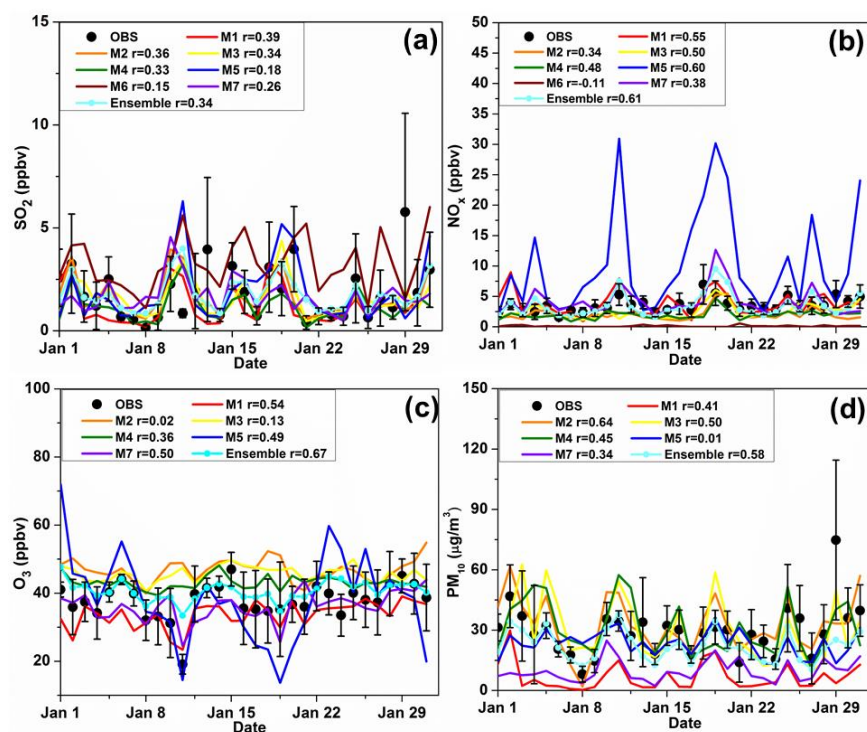 (a)
OBS M1 r=0.39
M2 r=0.36 M3 r=0.34
M4 r=0.33 M5 r=0.18
M6 r=0.15 M7 r=0.26
Ensemble r=0.34
15
10
5
0
SO2 (ppbv)
Jan 1 Jan 8 Jan 15 Jan 22 Jan 29
Date
(b)
OBS M1 r=0.55
M2 r=0.34 M3 r=0.50
M4 r=0.48 M5 r=0.60
M6 r=-0.11 M7 r=0.38
Ensemble r=0.61
50
45
40
35
30
25
20
15
10
5
0
NOx (ppbv)
Jan 1 Jan 8 Jan 15 Jan 22 Jan 29
Date
(c)
OBS M1 r=0.54
M2 r=0.02 M3 r=0.13
M4 r=0.36 M5 r=0.49
M7 r=0.50 Ensemble r=0.67
100
80
60
40
20
O3 (ppbv)
Jan 1 Jan 8 Jan 15 Jan 22 Jan 29
Date
(d)
OBS M1 r=0.41
M2 r=0.64 M3 r=0.50
M4 r=0.45 M5 r=0.01
M7 r=0.34 Ensemble r=0.58
150
120
90
60
30
0
PM10 (μg/m3)
Jan 1 Jan 8 Jan 15 Jan 22 Jan 29
Date